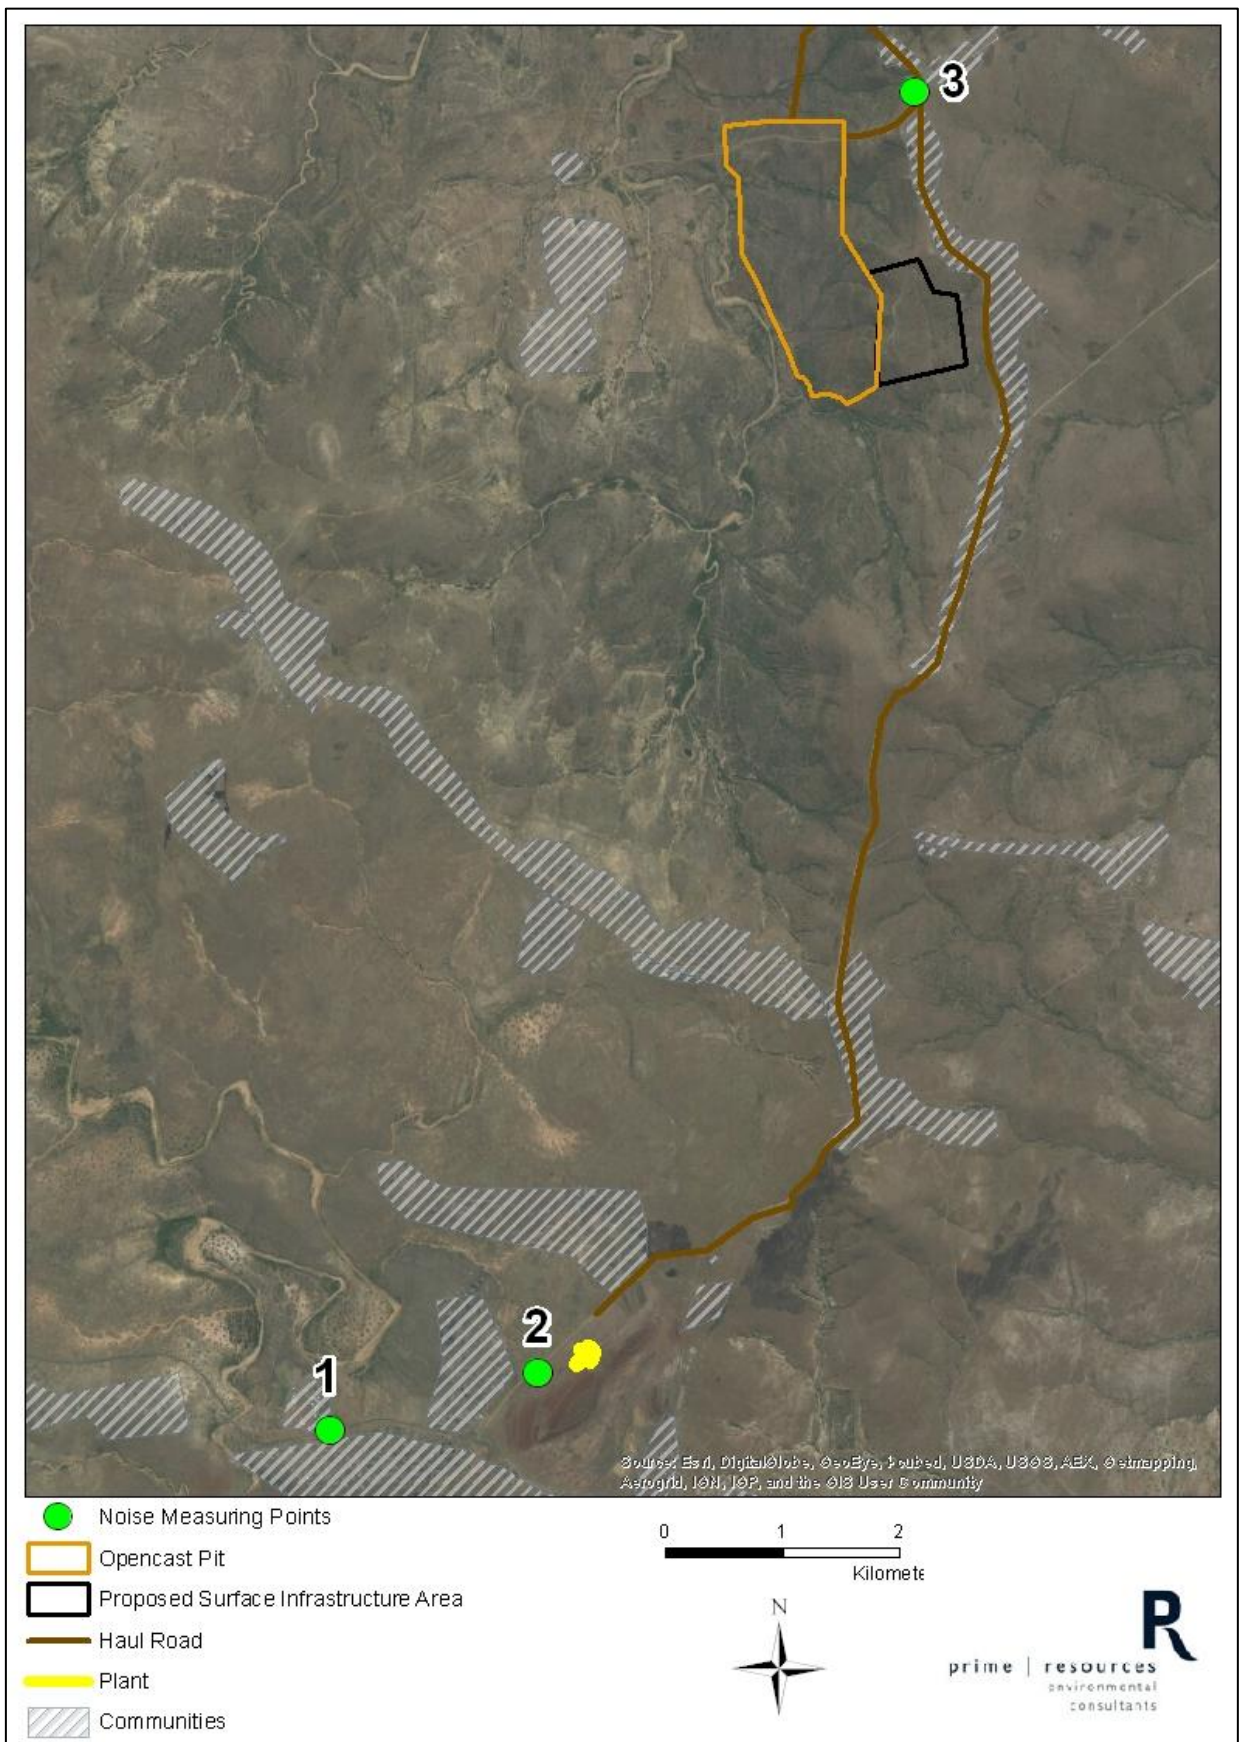 3
2
1
Source: Esri, DigitalGlobe, GeoEye, i-cubed, USDA, USGS, AEX, Getmapping,
Aerogrid, IGN, IGP, and the GIS User Community
Noise Measuring Points
Opencast Pit
Proposed Surface Infrastructure Area
Haul Road
Plant
Communities
0 1 2
Kilomete
N
R
prime | resources
environmental
consultants